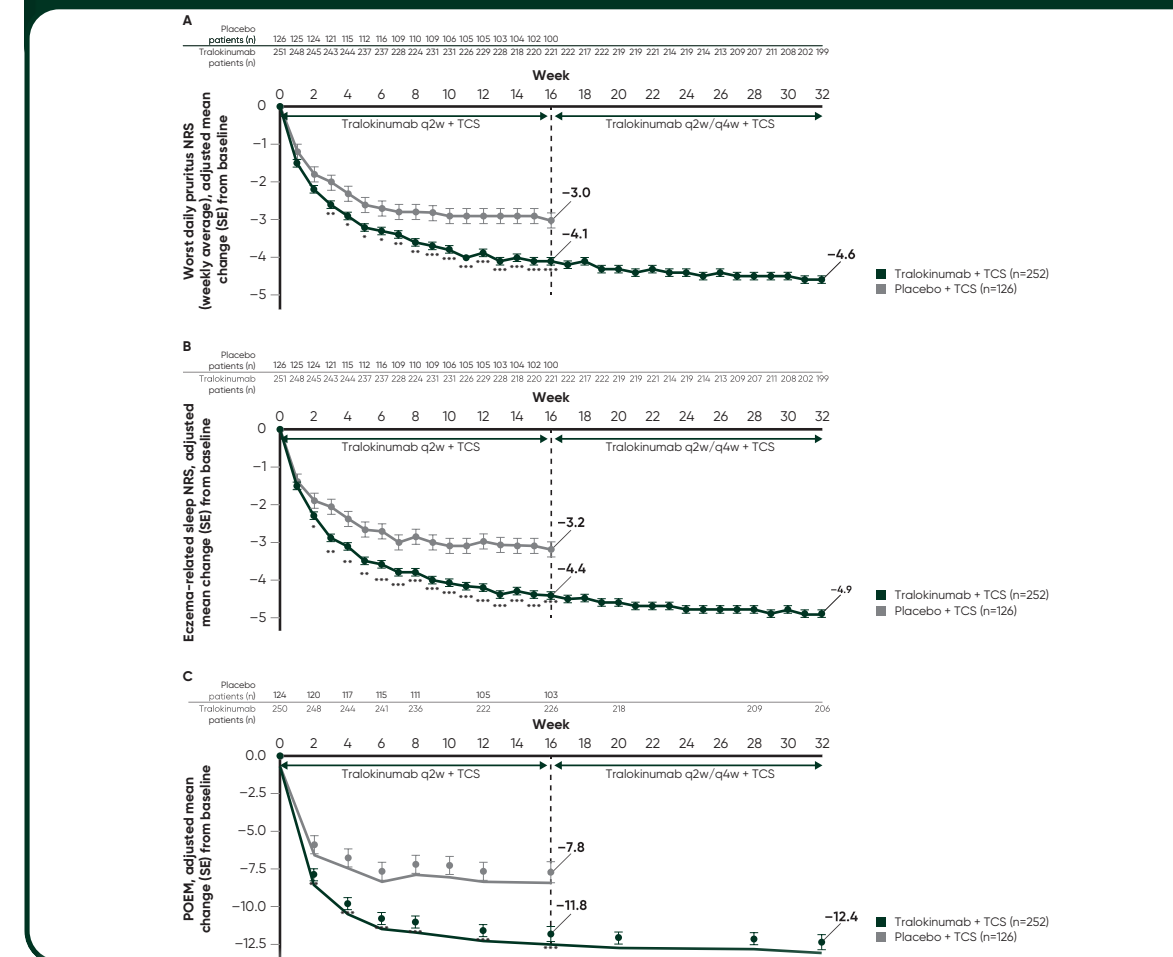 A
Placebo
patients (n)
126 125 124 121 115 112 116 109 110 109 106 105 105 103 104 102 100
Tralokinumab
patients (n)
251 248 245 243 244 237 237 228 224 231 231 226 229 228 218 220 221 222 217 222 219 219 221 214 219 214 213 209 207 211 208 202 199
Week
0 2 4 6 8 10 12 14 16 18 20 22 24 26 28 30 32
Tralokinumab q2w + TCS
Tralokinumab q2w/q4w + TCS
Worst daily pruritus NRS
(weekly average), adjusted mean
change (SE) from baseline
0
−1
−2
−3
−4
−5
−3.0
−4.1
−4.6
Tralokinumab + TCS (n=252)
Placebo + TCS (n=126)
B
Placebo
patients (n)
126 125 124 121 115 112 116 109 110 109 106 105 105 103 104 102 100
Tralokinumab
patients (n)
251 248 245 243 244 237 237 228 224 231 231 226 229 228 218 220 221 222 217 222 219 219 221 214 219 214 213 209 207 211 208 202 199
Week
0 2 4 6 8 10 12 14 16 18 20 22 24 26 28 30 32
Tralokinumab q2w + TCS
Tralokinumab q2w/q4w + TCS
Eczema-related sleep NRS, adjusted
mean change (SE) from baseline
0
−1
−2
−3
−4
−5
−3.2
−4.4
−4.9
Tralokinumab + TCS (n=252)
Placebo + TCS (n=126)
C
Placebo
patients (n)
124 120 117 115 111 105 103
Tralokinumab
patients (n)
250 248 244 241 236 222 226 218 209 206
Week
0 2 4 6 8 10 12 14 16 18 20 22 24 26 28 30 32
Tralokinumab q2w + TCS
Tralokinumab q2w/q4w + TCS
POEM, adjusted mean
change (SE) from baseline
0.0
−2.5
−5.0
−7.5
−10.0
−12.5
−7.8
−11.8
−12.4
Tralokinumab + TCS (n=252)
Placebo + TCS (n=126)